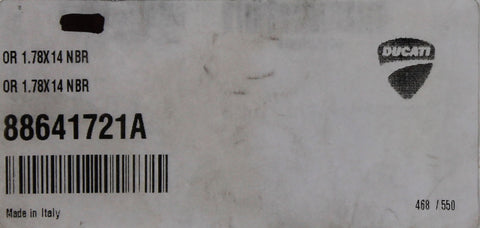 OR 1.78X14 NBR
OR 1.78X14 NBR
88641721A
Made in Italy
DUCATI
468 / 550